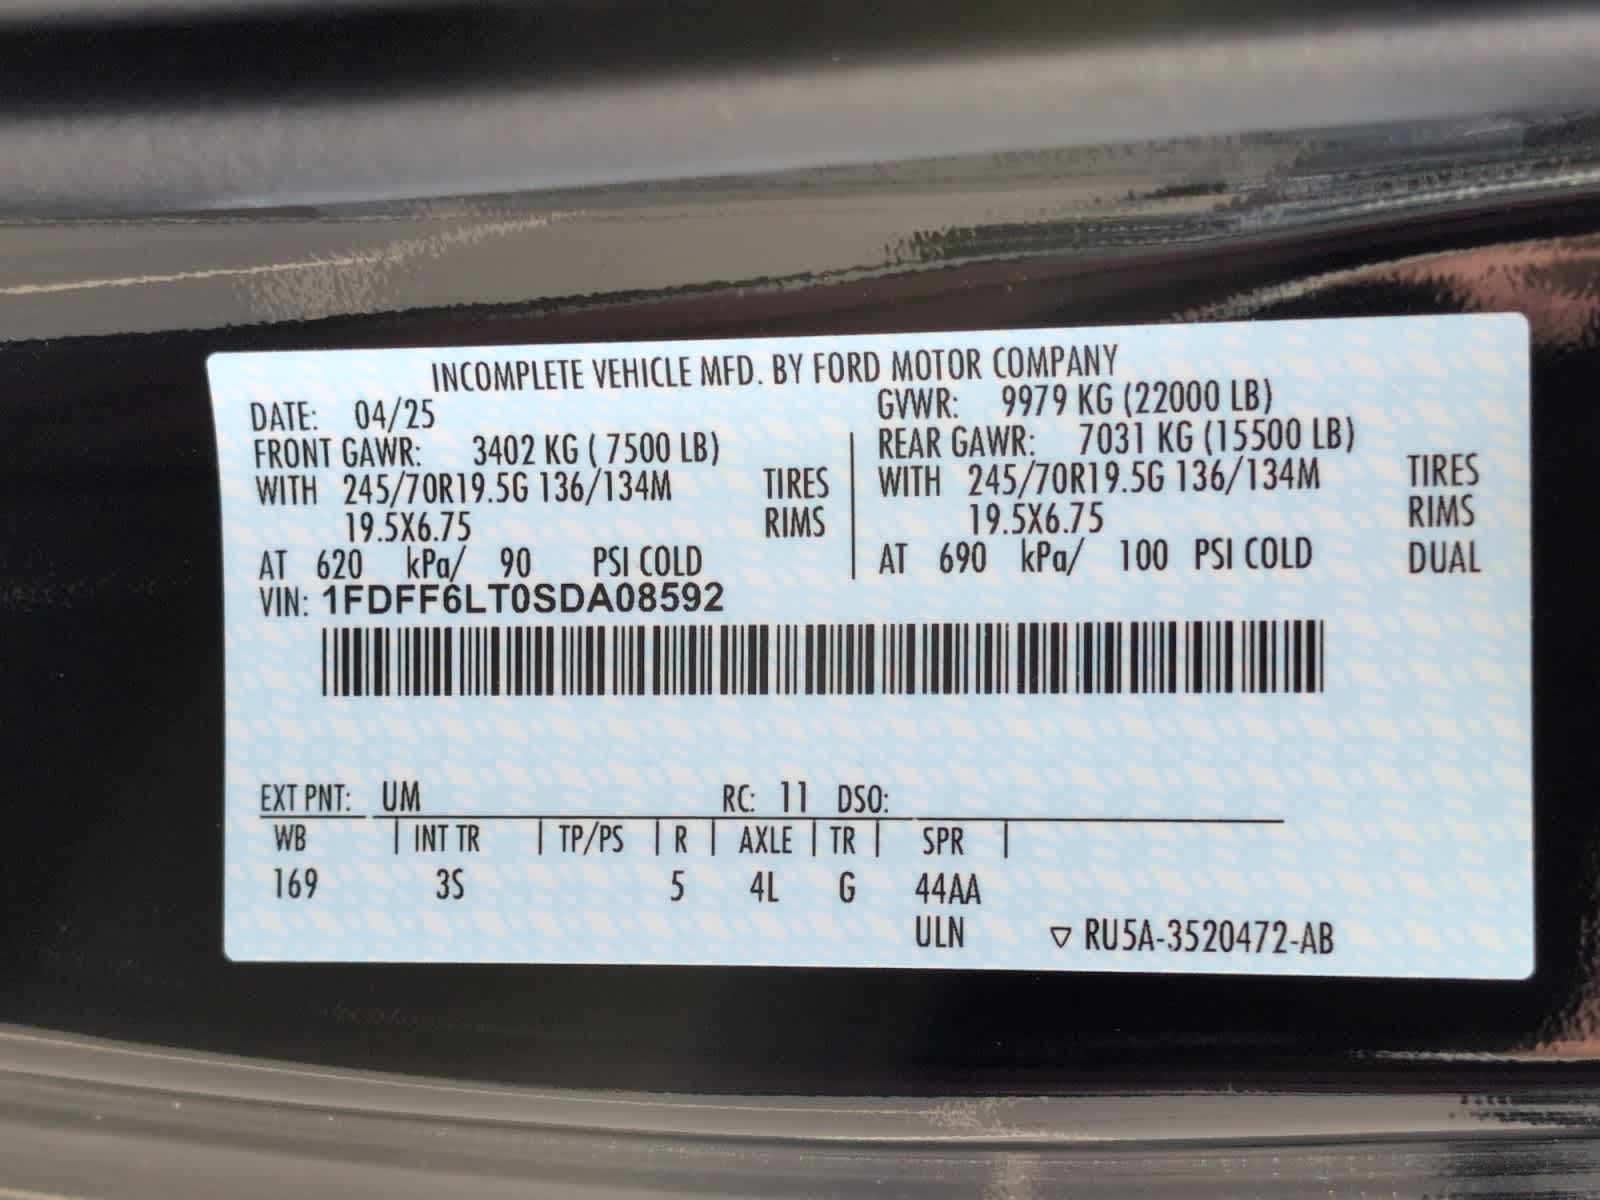 INCOMPLETE VEHICLE MFD. BY FORD MOTOR COMPANY
DATE: 04/25 GVWR: 9979 KG (22000 LB)
FRONT GAWR: 3402 KG ( 7500 LB) REAR GAWR: 7031 KG (15500 LB)
WITH 245/70R19.5G 136/134M TIRES WITH 245/70R19.5G 136/134M TIRES
19.5X6.75 RIMS 19.5X6.75 RIMS
AT 620 kPa/ 90 PSI COLD AT 690 kPa/ 100 PSI COLD DUAL
VIN: 1FDFF6LT0SDA08592
EXT PNT: UM RC: 11 DSO:
WB | INT TR | TP/PS | R | AXLE | TR | SPR |
169 3S 5 4L G 44AA
ULN ▽ RU5A-3520472-AB